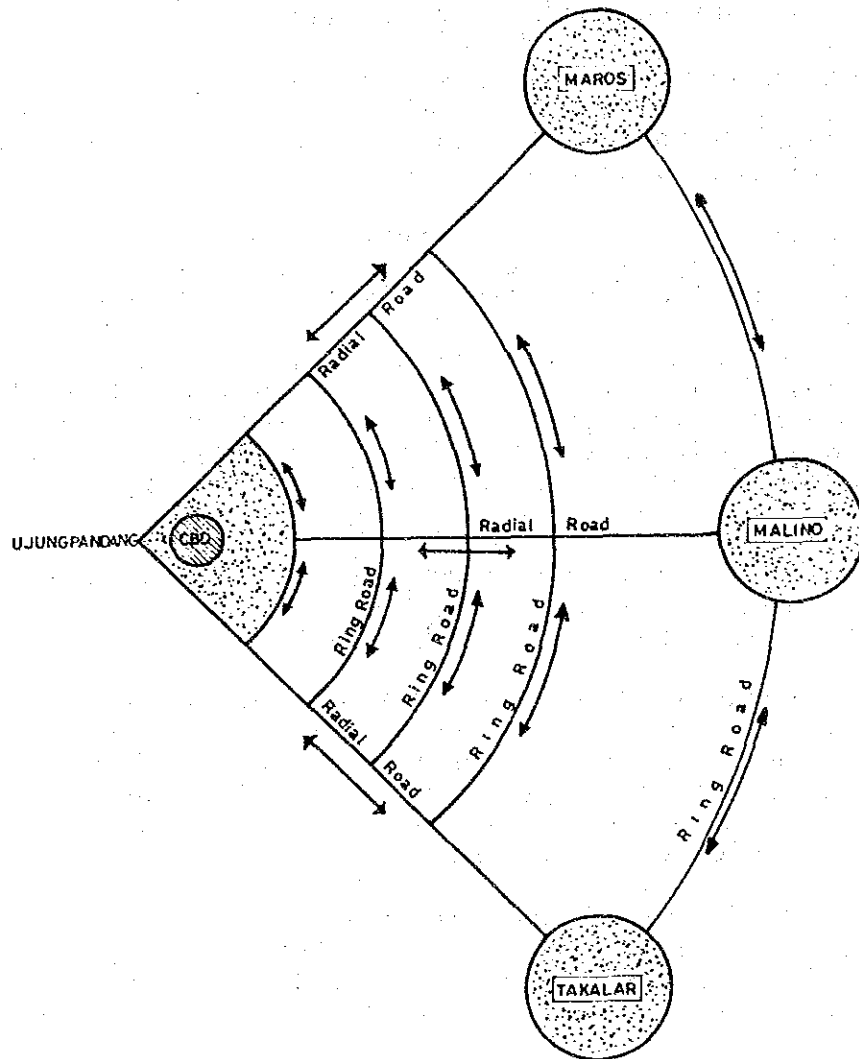 MAROS
Radial Road
UJUNGPANDANG
CBD
Radial Road
MALINO
Ring Road
Ring Road
Ring Road
Ring Road
Radial Road
TAKALAR